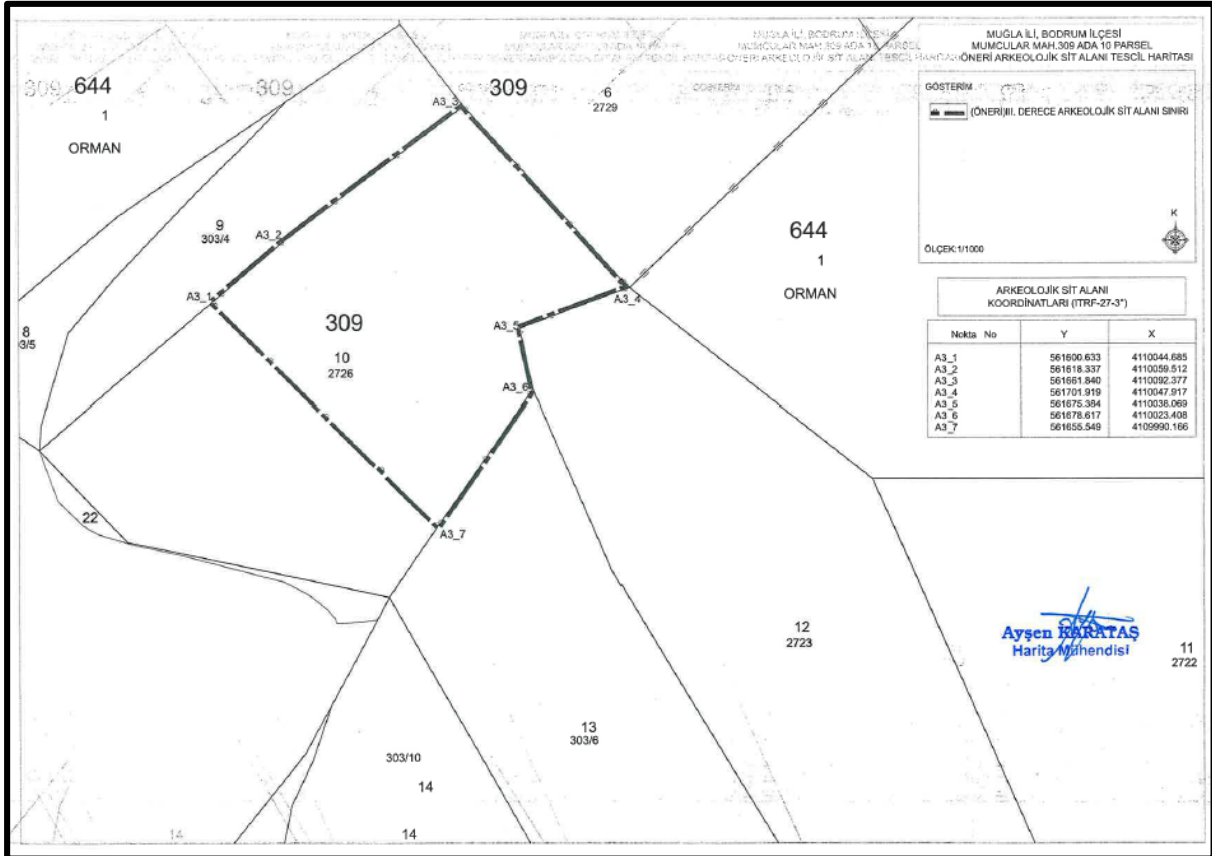 MUĞLA İLİ, BODRUM İLÇESİ
MUMCULAR MAH.309 ADA 10 PARSEL
ÖNERİ ARKEOLOJİK SİT ALANI TESCİL HARİTASI
GÖSTERİM
(ÖNERİ)III. DERECE ARKEOLOJİK SİT ALANI SINIRI
K
ÖLÇEK:1/1000
ARKEOLOJİK SİT ALANI
KOORDİNATLARI (ITRF-27-3°)
Nokta No Y X
A3_1 561600.633 4110044.685
A3_2 561618.337 4110059.512
A3_3 561661.840 4110092.377
A3_4 561701.919 4110047.917
A3_5 561675.384 4110038.069
A3_6 561678.617 4110023.408
A3_7 561655.549 4109990.166
309
644
1
ORMAN
309
309
6
2729
A3_3
9
303/4
A3_2
A3_1
644
1
ORMAN
A3_4
8
3/5
309
10
2726
A3_5
A3_6
22
A3_7
12
2723
Ayşen KARATAŞ
Harita Mühendisi
11
2722
13
303/6
303/10
14
14
14